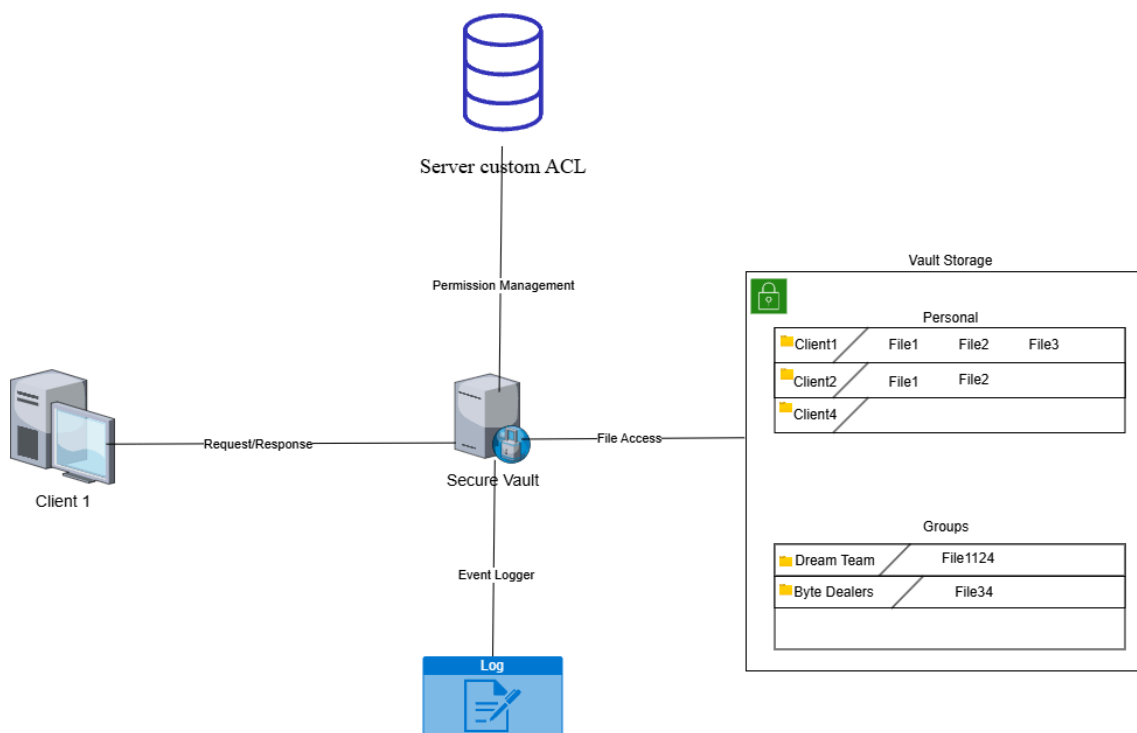 Server custom ACL
Vault Storage
Permission Management
Personal
Client1 File1 File2 File3
Client2 File1 File2
Client4
Request/Response
File Access
Secure Vault
Client 1
Groups
Dream Team File1124
Event Logger
Byte Dealers File34
Log